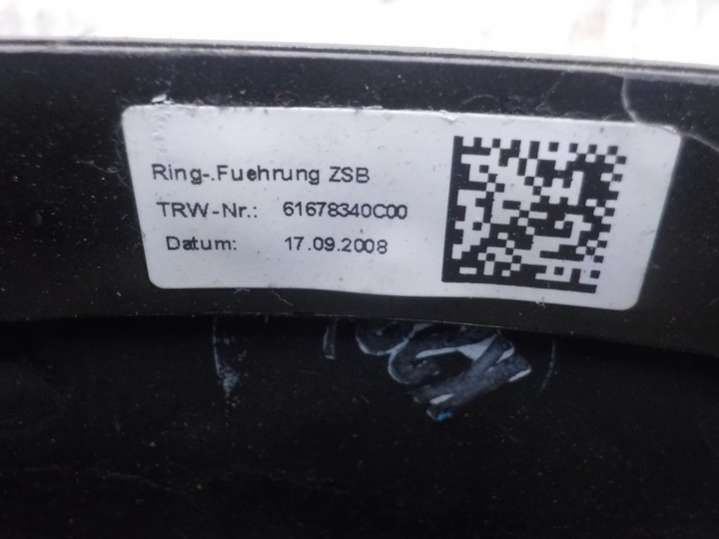 Ring-.Fuehrung ZSB
TRW-Nr.: 61678340C00
Datum: 17.09.2008